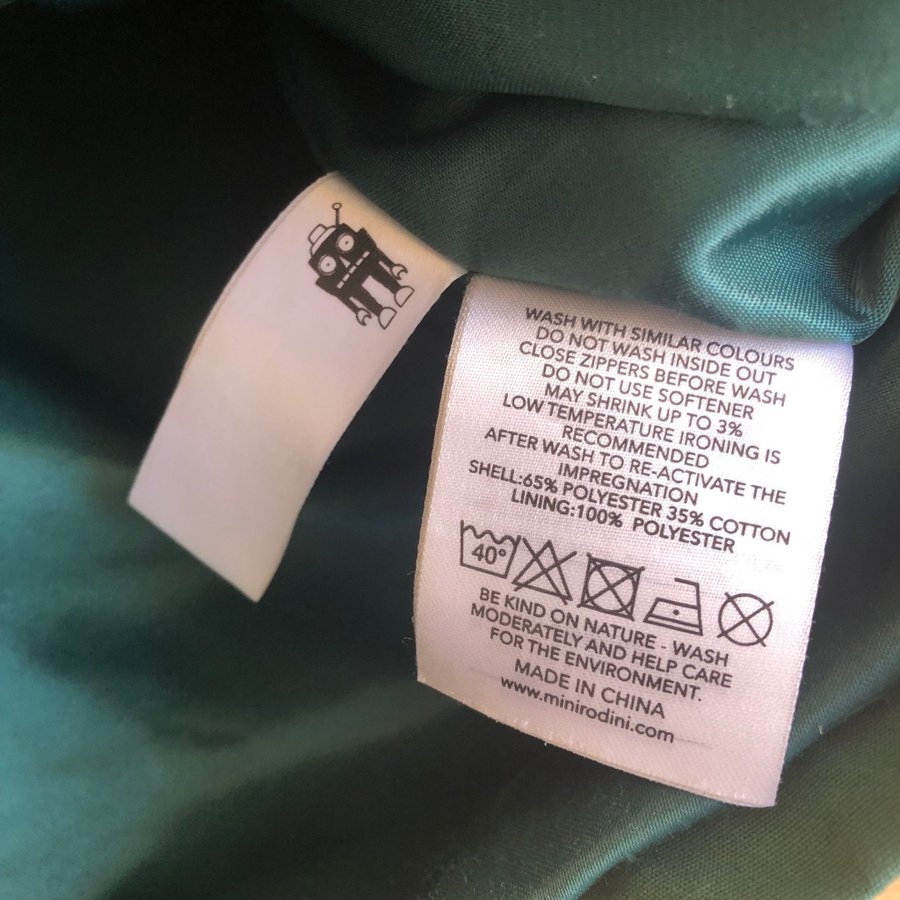 WASH WITH SIMILAR COLOURS
DO NOT WASH INSIDE OUT
CLOSE ZIPPERS BEFORE WASH
DO NOT USE SOFTENER
MAY SHRINK UP TO 3%
LOW TEMPERATURE IRONING IS
RECOMMENDED
AFTER WASH TO RE-ACTIVATE THE
IMPREGNATION
SHELL:65% POLYESTER 35% COTTON
LINING:100% POLYESTER
40°
BE KIND ON NATURE - WASH
MODERATELY AND HELP CARE
FOR THE ENVIRONMENT.
MADE IN CHINA
www.minirodini.com